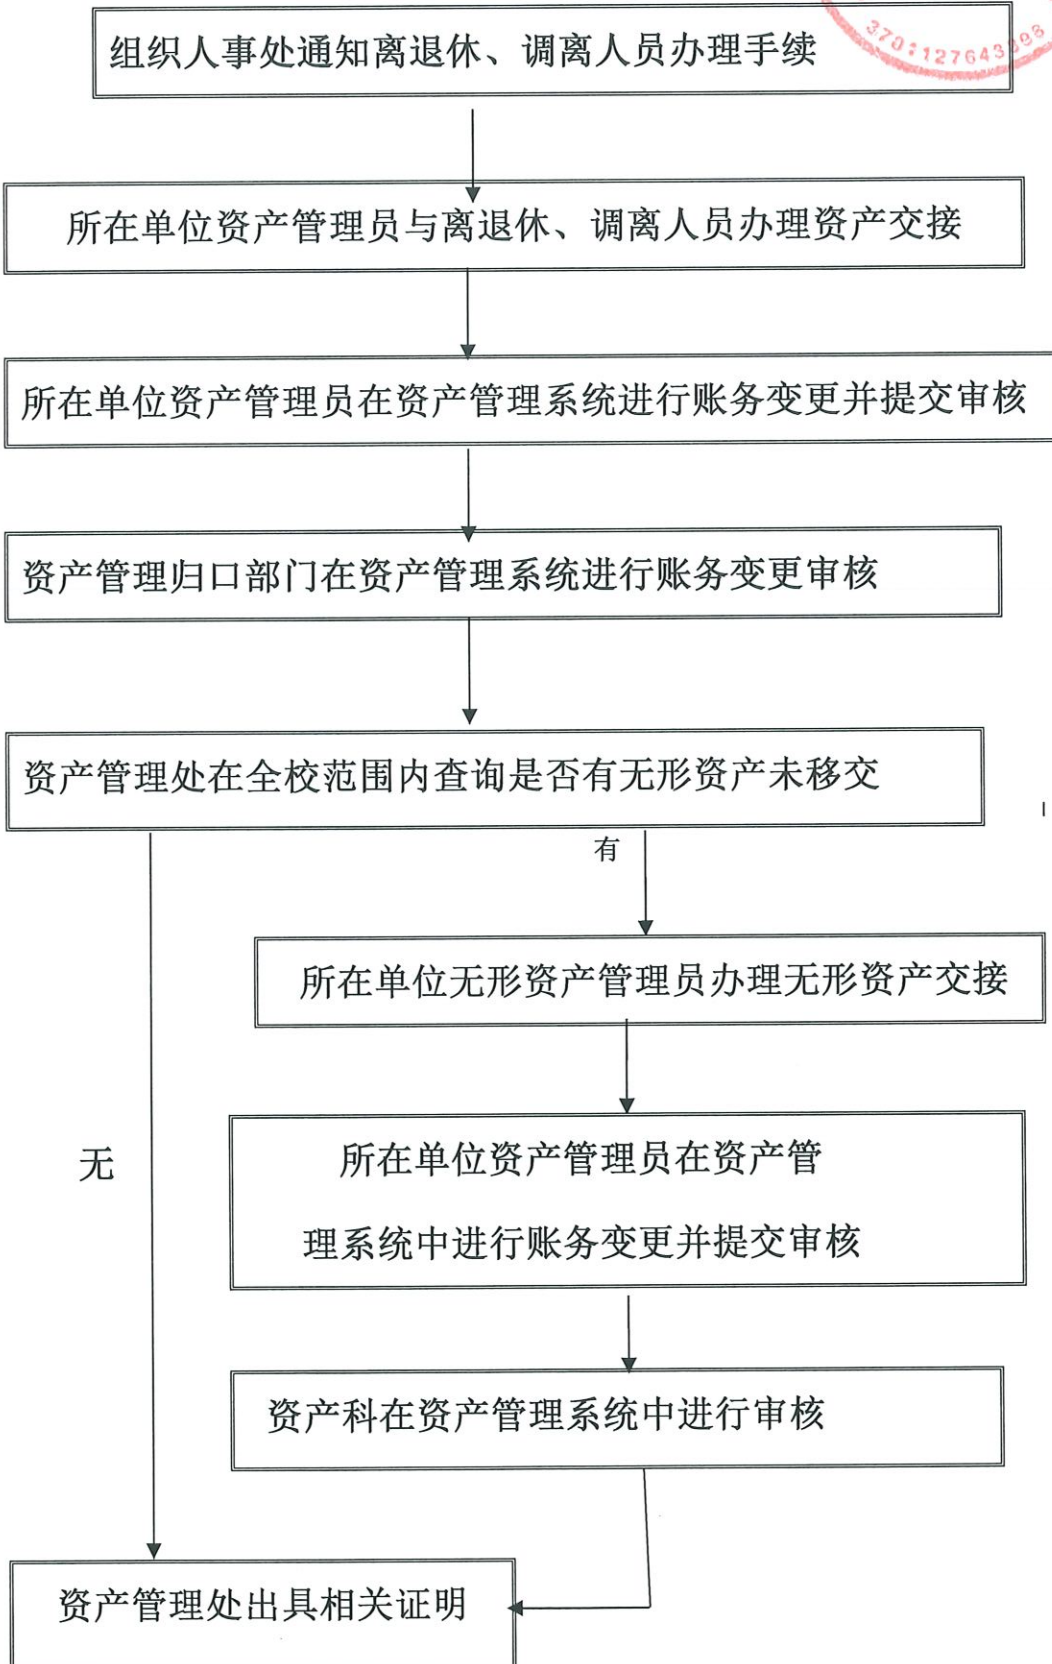 组织人事处通知离退休、调离人员办理手续
所在单位资产管理员与离退休、调离人员办理资产交接
所在单位资产管理员在资产管理系统进行账务变更并提交审核
资产管理归口部门在资产管理系统进行账务变更审核
资产管理处在全校范围内查询是否有无形资产未移交
有
所在单位无形资产管理员办理无形资产交接
无
所在单位资产管理员在资产管
理系统中进行账务变更并提交审核
资产科在资产管理系统中进行审核
资产管理处出具相关证明